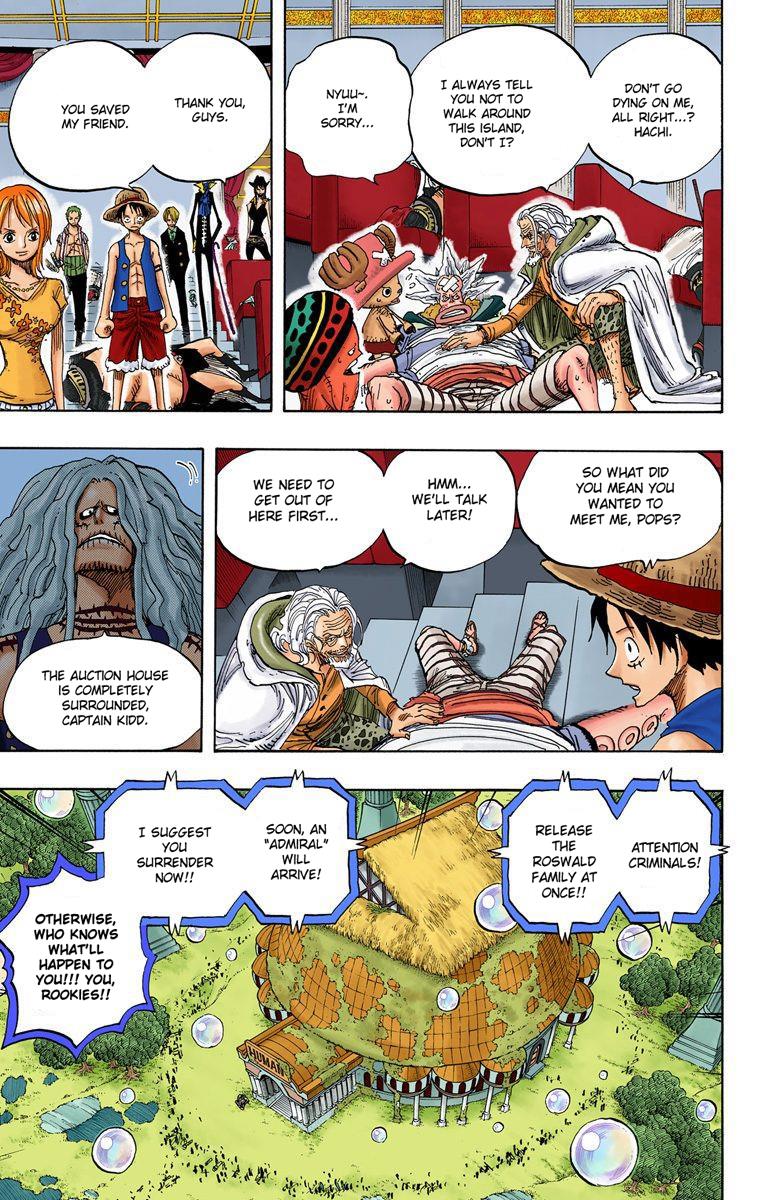 DON'T GO
DYING ON ME,
ALL RIGHT...?
HACHI.
I ALWAYS TELL
YOU NOT TO
WALK AROUND
THIS ISLAND,
DON'T I?
NYUU~.
I'M
SORRY...
THANK YOU,
GUYS.
YOU SAVED
MY FRIEND.
SO WHAT DID
YOU MEAN YOU
WANTED TO
MEET ME, POPS?
HMM...
WE'LL TALK
LATER!
WE NEED TO
GET OUT OF
HERE FIRST...
THE AUCTION HOUSE
IS COMPLETELY
SURROUNDED,
CAPTAIN KIDD.
ATTENTION
CRIMINALS!
RELEASE
THE
ROSWALD
FAMILY AT
ONCE!!
SOON, AN
"ADMIRAL"
WILL
ARRIVE!
I SUGGEST
YOU
SURRENDER
NOW!!
OTHERWISE,
WHO KNOWS
WHAT'LL
HAPPEN TO
YOU!!! YOU,
ROOKIES!!
HUMAN